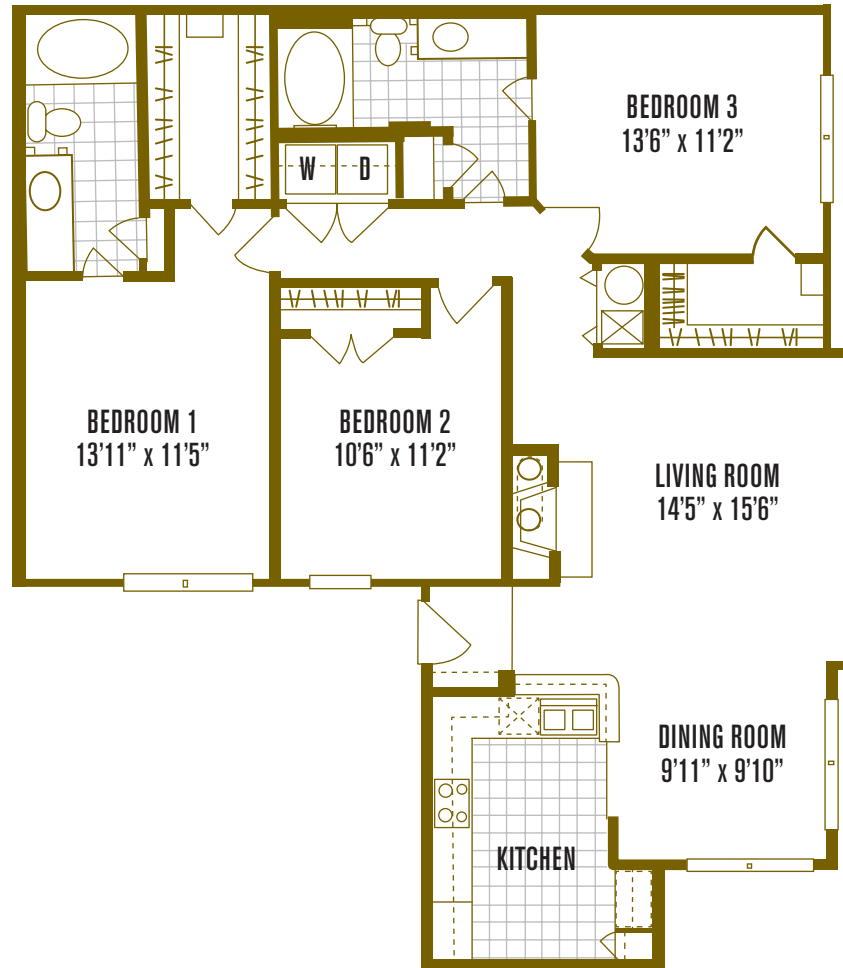 BEDROOM 3
13’6” x 11’2”
W D
BEDROOM 1
13’11” x 11’5”
BEDROOM 2
10’6” x 11’2”
LIVING ROOM
14’5” x 15’6”
DINING ROOM
9’11” x 9’10”
KITCHEN